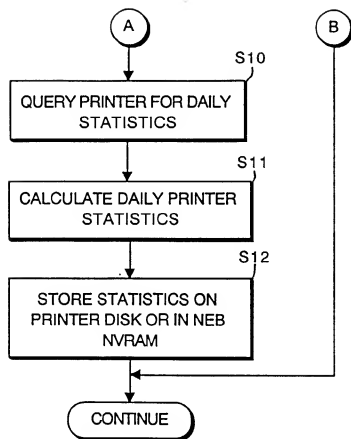 A
B
S10
QUERY PRINTER FOR DAILY
STATISTICS
S11
CALCULATE DAILY PRINTER
STATISTICS
S12
STORE STATISTICS ON
PRINTER DISK OR IN NEB
NVRAM
CONTINUE